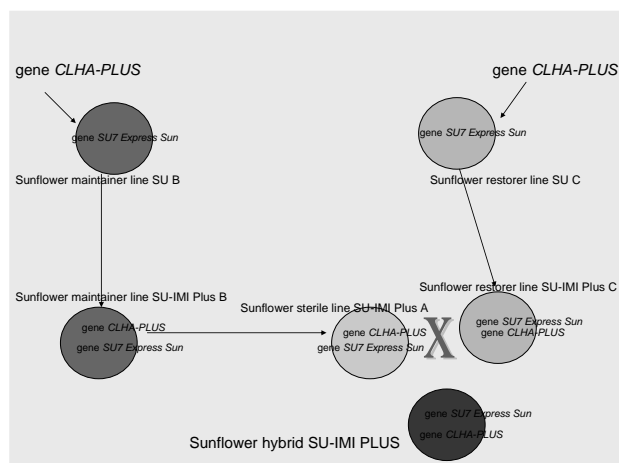 gene CLHA-PLUS
gene CLHA-PLUS
gene SU7 Express Sun
gene SU7 Express Sun
Sunflower maintainer line SU B
Sunflower restorer line SU C
Sunflower maintainer line SU-IMI Plus B
Sunflower sterile line SU-IMI Plus A
Sunflower restorer line SU-IMI Plus C
gene CLHA-PLUS
gene SU7 Express Sun
gene CLHA-PLUS
gene SU7 Express Sun
X
gene SU7 Express Sun
gene CLHA-PLUS
gene SU7 Express Sun
gene CLHA-PLUS
Sunflower hybrid SU-IMI PLUS